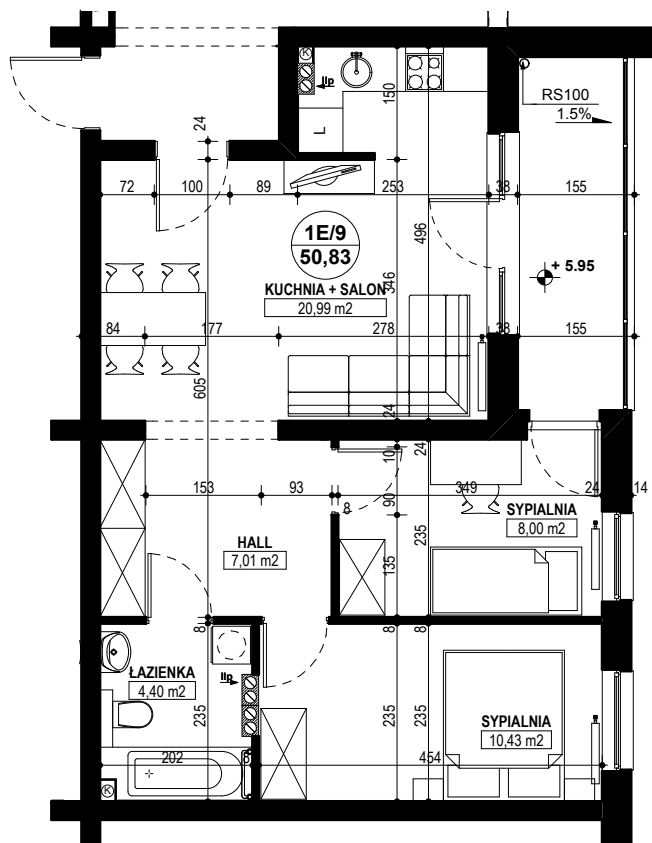 K
IIp
L
150
RS100
1.5%
24
72
100
89
253
38
155
1E/9
50,83
496
346
+ 5.95
KUCHNIA + SALON
20,99 m2
84
177
278
38
155
605
24
10
24
153
93
8
90
349
24
14
SYPIALNIA
8,00 m2
235
135
HALL
7,01 m2
8
8
8
ŁAZIENKA
4,40 m2
IIp
235
235
235
SYPIALNIA
10,43 m2
202
8
454
K